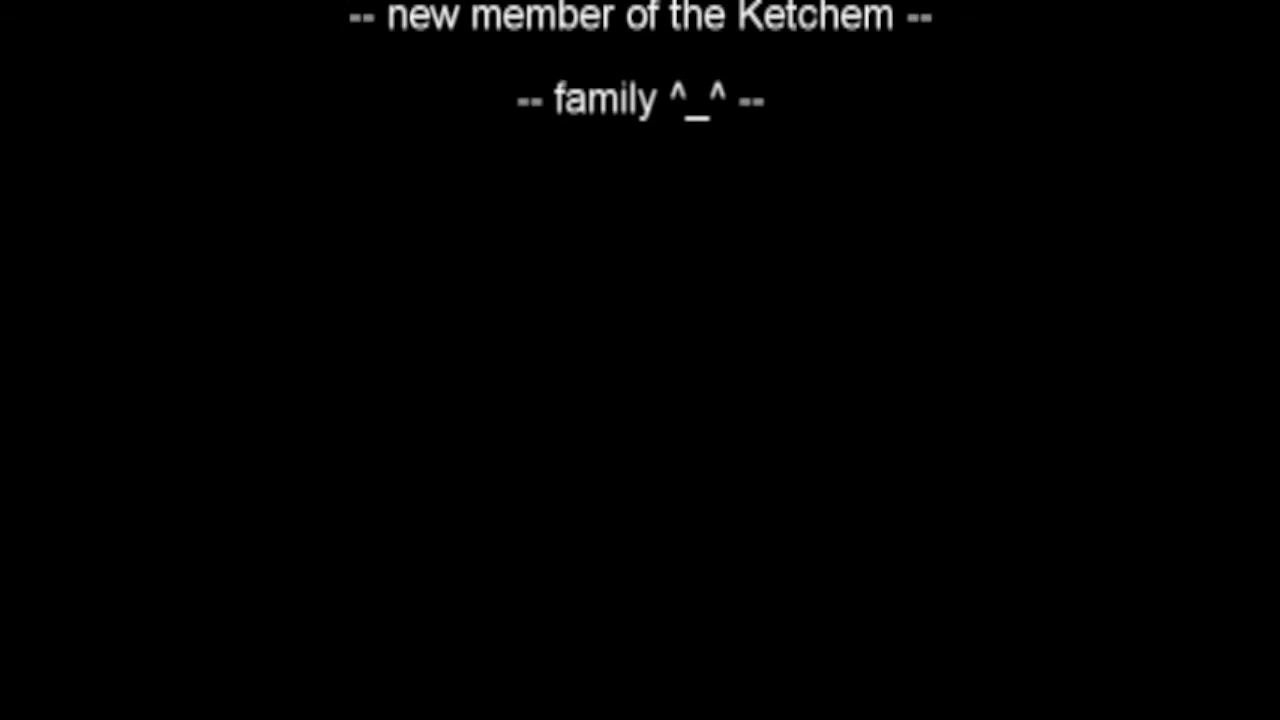 -- new member of the Ketchem --
-- family ^_^ --